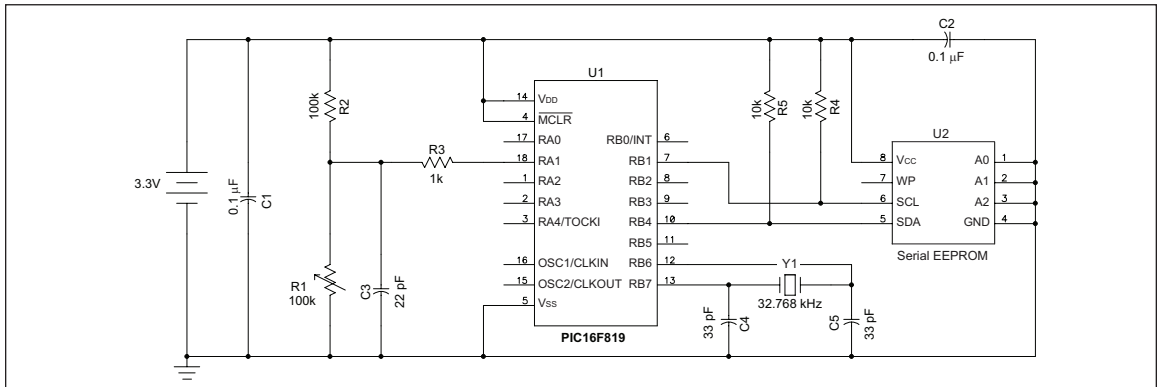 C2
0.1 µF
U1
100k
R2
14 VDD
4 MCLR
17 RA0
18 RA1
1 RA2
2 RA3
3 RA4/TOCKI
16 OSC1/CLKIN
15 OSC2/CLKOUT
5 VSS
RB0/INT 6
RB1 7
RB2 8
RB3 9
RB4 10
RB5 11
RB6 12
RB7 13
PIC16F819
R3
1k
3.3V
0.1 µF
C1
R1
100k
C3
22 pF
10k
R5
10k
R4
U2
8 VCC
7 WP
6 SCL
5 SDA
A0 1
A1 2
A2 3
GND 4
Serial EEPROM
Y1
32.768 kHz
33 pF
C4
C5
33 pF